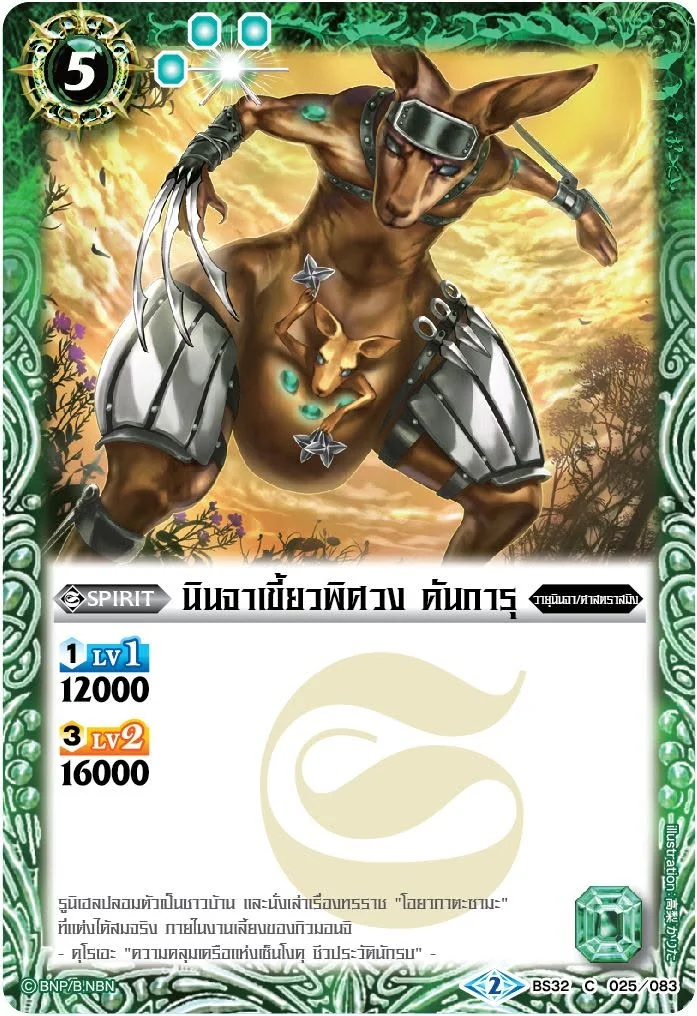 5
SPIRIT นินจาเขี้ยวพิศวง คันการุ วายุนินจา/ศาสตราสมิง
1 LV1
12000
3 LV2
16000
รูนิเฮลปลอมตัวเป็นชาวบ้าน และนั่งเล่าเรื่องทรราช "โอยากาตะซามะ"
ที่แต่งได้สมจริง ภายในงานเลี้ยงของกิวมอนจิ
- คุโรเอะ "ความคลุมเครือแห่งเซ็นโงคุ ชีวประวัตินักรบ" -
illustration:高梨かりた
©BNP/B.NBN
2 BS32 C 025/083